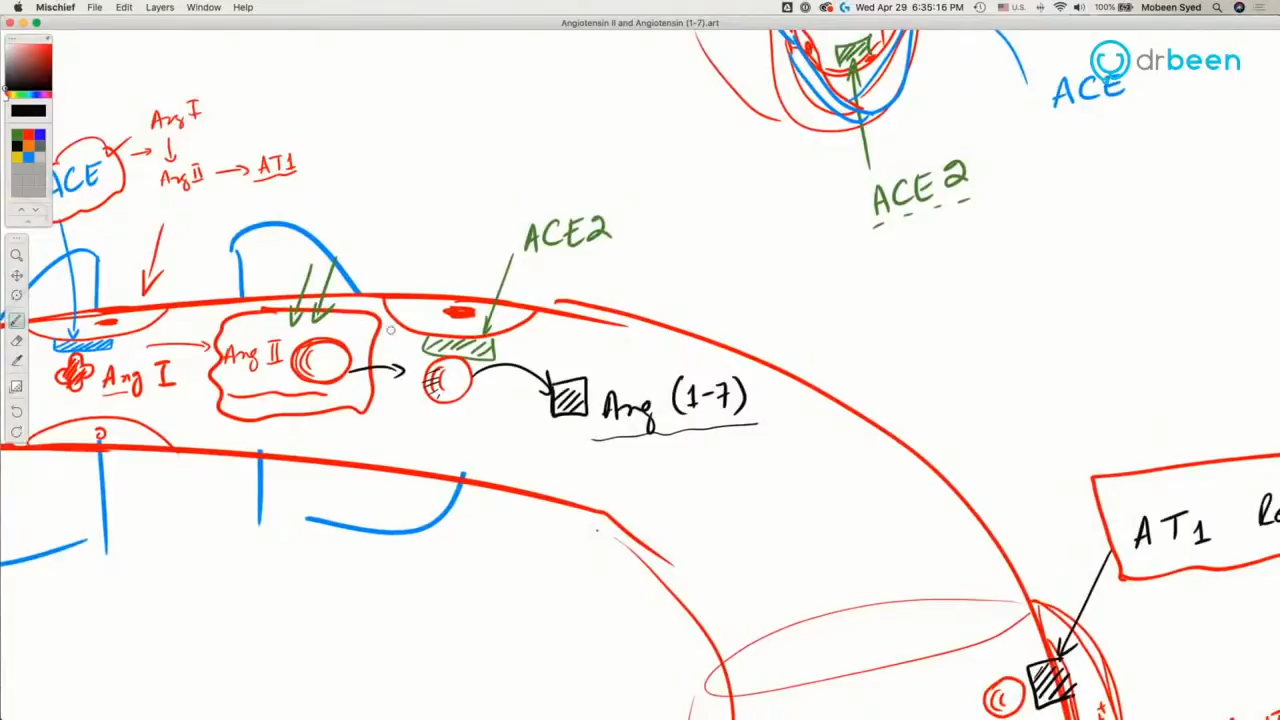 Mischief File Edit Layers Window Help
U.S. 100% Wed Apr 29 6:35:16 PM Mobeen Syed
Angiotensin II and Angiotensin (1-7).art
drbeen
ACE
ACE 2
Ang I
ACE
Ang II → AT1
ACE2
Ang I
Ang II
Ang (1-7)
AT1